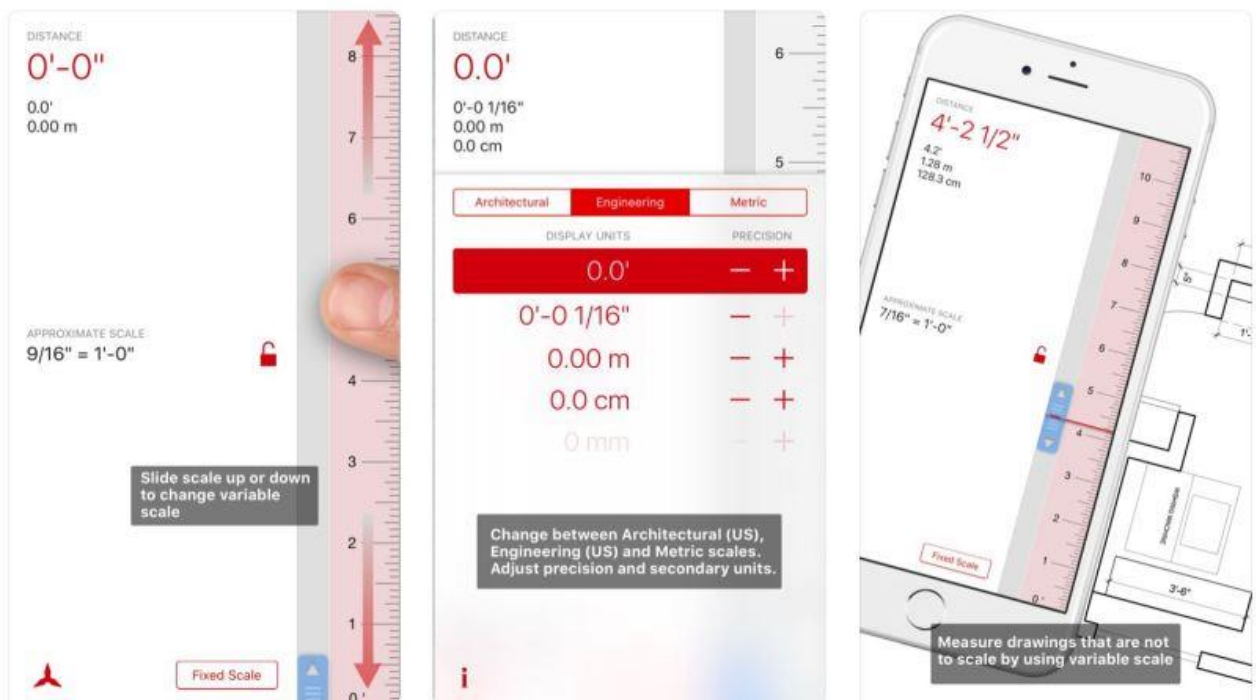 DISTANCE
0'-0"
0.0'
0.00 m
8
7
6
4
3
2
1
0'
APPROXIMATE SCALE
9/16" = 1'-0"
Slide scale up or down
to change variable
scale
Fixed Scale
DISTANCE
0.0'
0'-0 1/16"
0.00 m
0.0 cm
6
5
Architectural Engineering Metric
DISPLAY UNITS PRECISION
0.0' — +
0'-0 1/16" — +
0.00 m — +
0.0 cm — +
0 mm — +
Change between Architectural (US),
Engineering (US) and Metric scales.
Adjust precision and secondary units.
i
DISTANCE
4'-2 1/2"
4.2'
1.28 m
128.3 cm
10
9
8
7
6
5
4
3
2
1
0'
APPROXIMATE SCALE
7/16" = 1'-0"
Fixed Scale
3'-6"
Measure drawings that are not
to scale by using variable scale